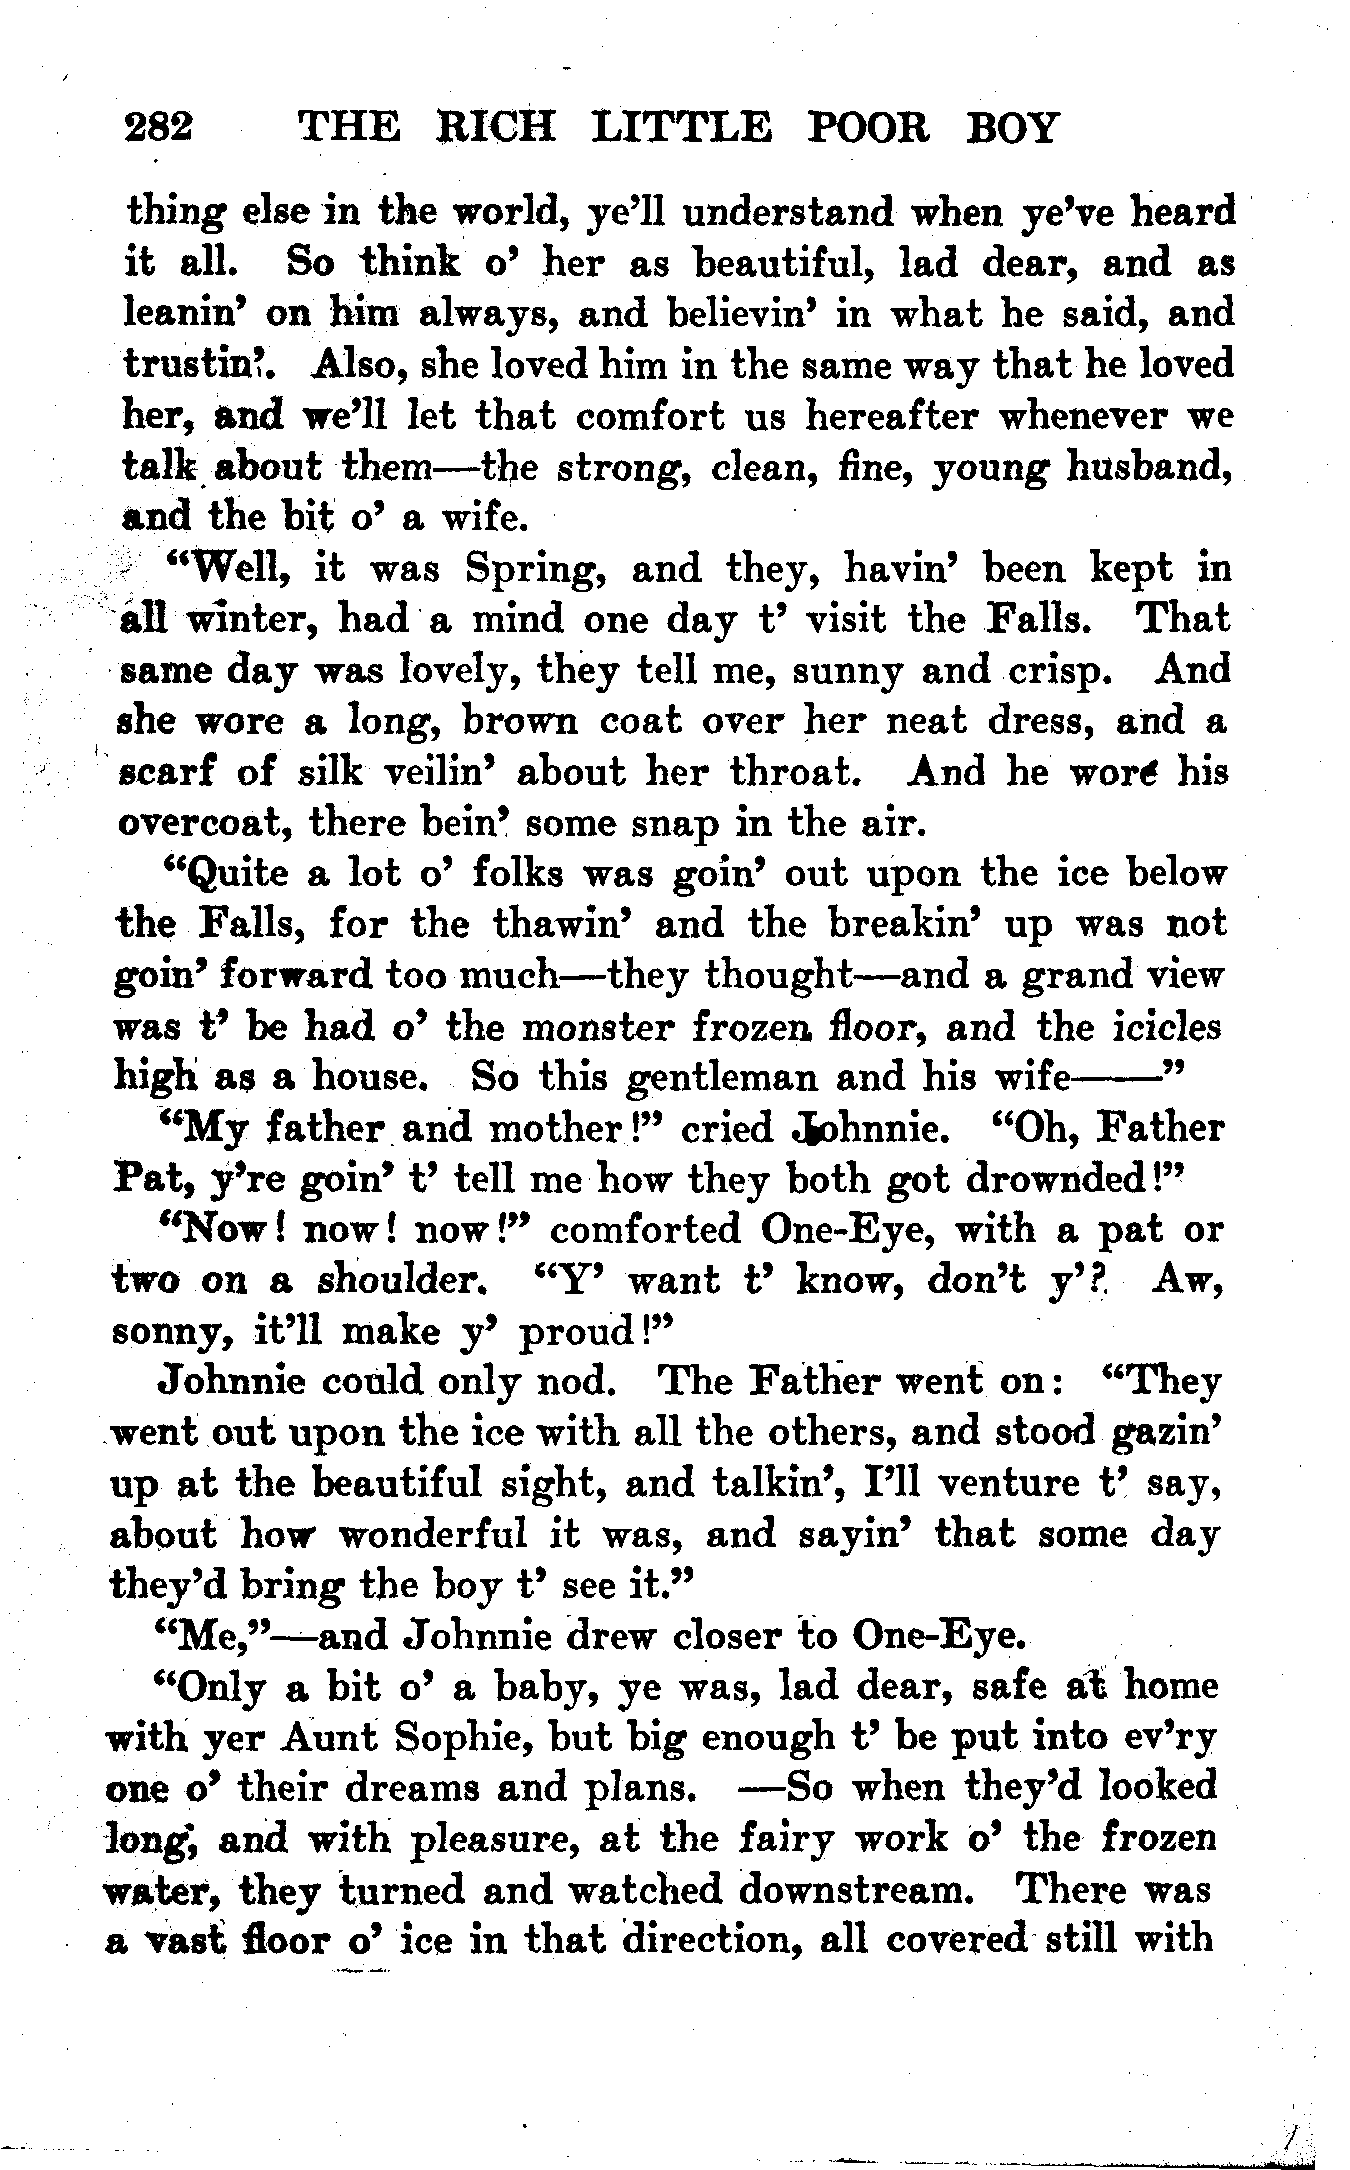 282 THE RICH LITTLE POOR BOY
thing else in the world, ye'll understand when ye've heard
it all. So think o' her as beautiful, lad dear, and as
leanin' on him always, and believin' in what he said, and
trustin'. Also, she loved him in the same way that he loved
her, and we'll let that comfort us hereafter whenever we
talk about them—the strong, clean, fine, young husband,
and the bit o' a wife.
"Well, it was Spring, and they, havin' been kept in
all winter, had a mind one day t' visit the Falls. That
same day was lovely, they tell me, sunny and crisp. And
she wore a long, brown coat over her neat dress, and a
scarf of silk veilin' about her throat. And he wore his
overcoat, there bein' some snap in the air.
"Quite a lot o' folks was goin' out upon the ice below
the Falls, for the thawin' and the breakin' up was not
goin' forward too much—they thought—and a grand view
was t' be had o' the monster frozen floor, and the icicles
high as a house. So this gentleman and his wife——"
"My father and mother!" cried Johnnie. "Oh, Father
Pat, y're goin' t' tell me how they both got drownded!"
"Now! now! now!" comforted One-Eye, with a pat or
two on a shoulder. "Y' want t' know, don't y'? Aw,
sonny, it'll make y' proud!"
Johnnie could only nod. The Father went on: "They
went out upon the ice with all the others, and stood gazin'
up at the beautiful sight, and talkin', I'll venture t' say,
about how wonderful it was, and sayin' that some day
they'd bring the boy t' see it."
"Me,"—and Johnnie drew closer to One-Eye.
"Only a bit o' a baby, ye was, lad dear, safe at home
with yer Aunt Sophie, but big enough t' be put into ev'ry
one o' their dreams and plans. —So when they'd looked
long, and with pleasure, at the fairy work o' the frozen
water, they turned and watched downstream. There was
a vast floor o' ice in that direction, all covered still with